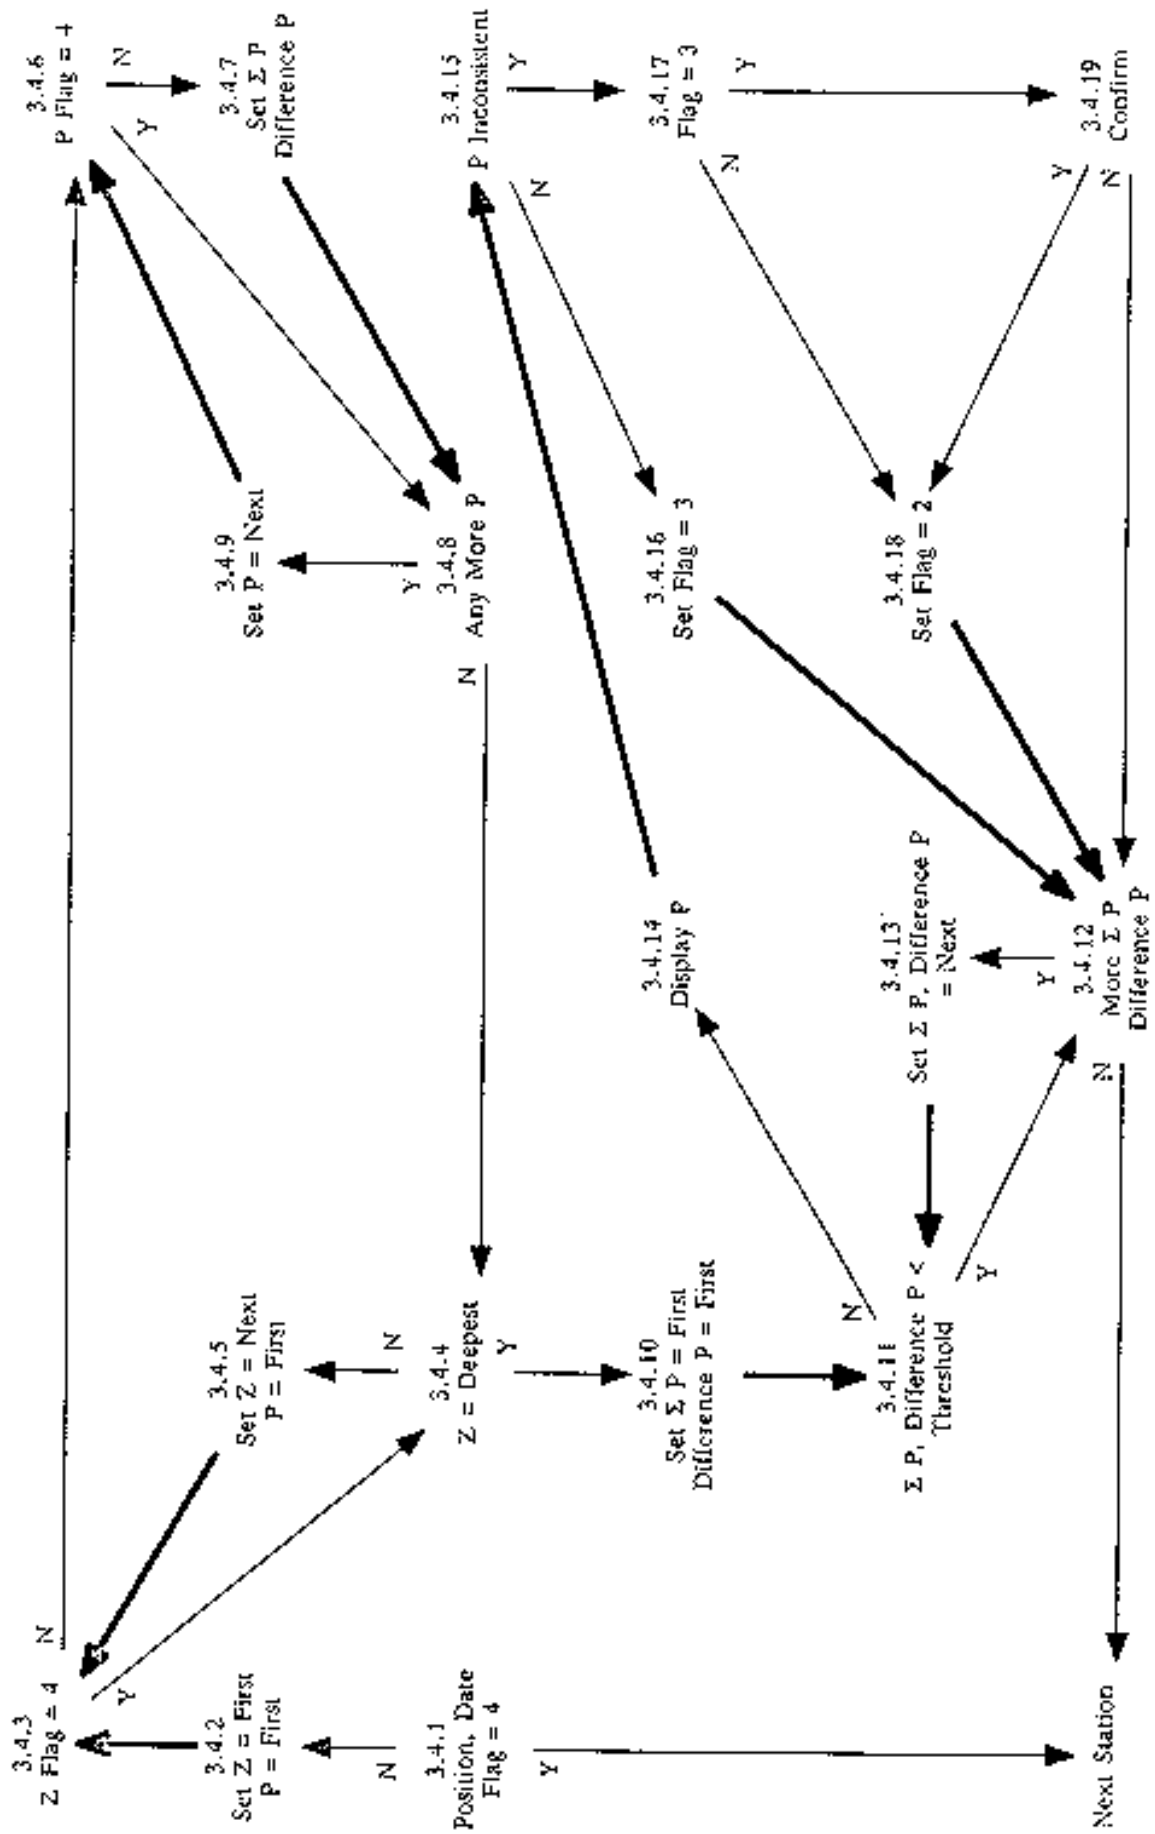 3.4.3
Z Flag = 4
N
Y
3.4.2
Set Z = First
P = First
N
3.4.1
Position, Date
Flag = 4
Y
Next Station
3.4.5
Set Z = Next
P = First
N
3.4.4
Z = Deepest
Y
3.4.10
Set Σ P = First
Difference P = First
N
3.4.11
Σ P, Difference P <
Threshold
Y
3.4.14
Display P
3.4.13
Set Σ P, Difference P
= Next
Y
3.4.12
More Σ P
Difference P
N
3.4.9
Set P = Next
Y
3.4.8
Any More P
N
3.4.16
Set Flag = 3
3.4.18
Set Flag = 2
3.4.6
P Flag = 4
N
Y
3.4.7
Set Σ P
Difference P
3.4.15
P Inconsistent
Y
N
3.4.17
Flag = 3
Y
N
3.4.19
Confirm
Y
N